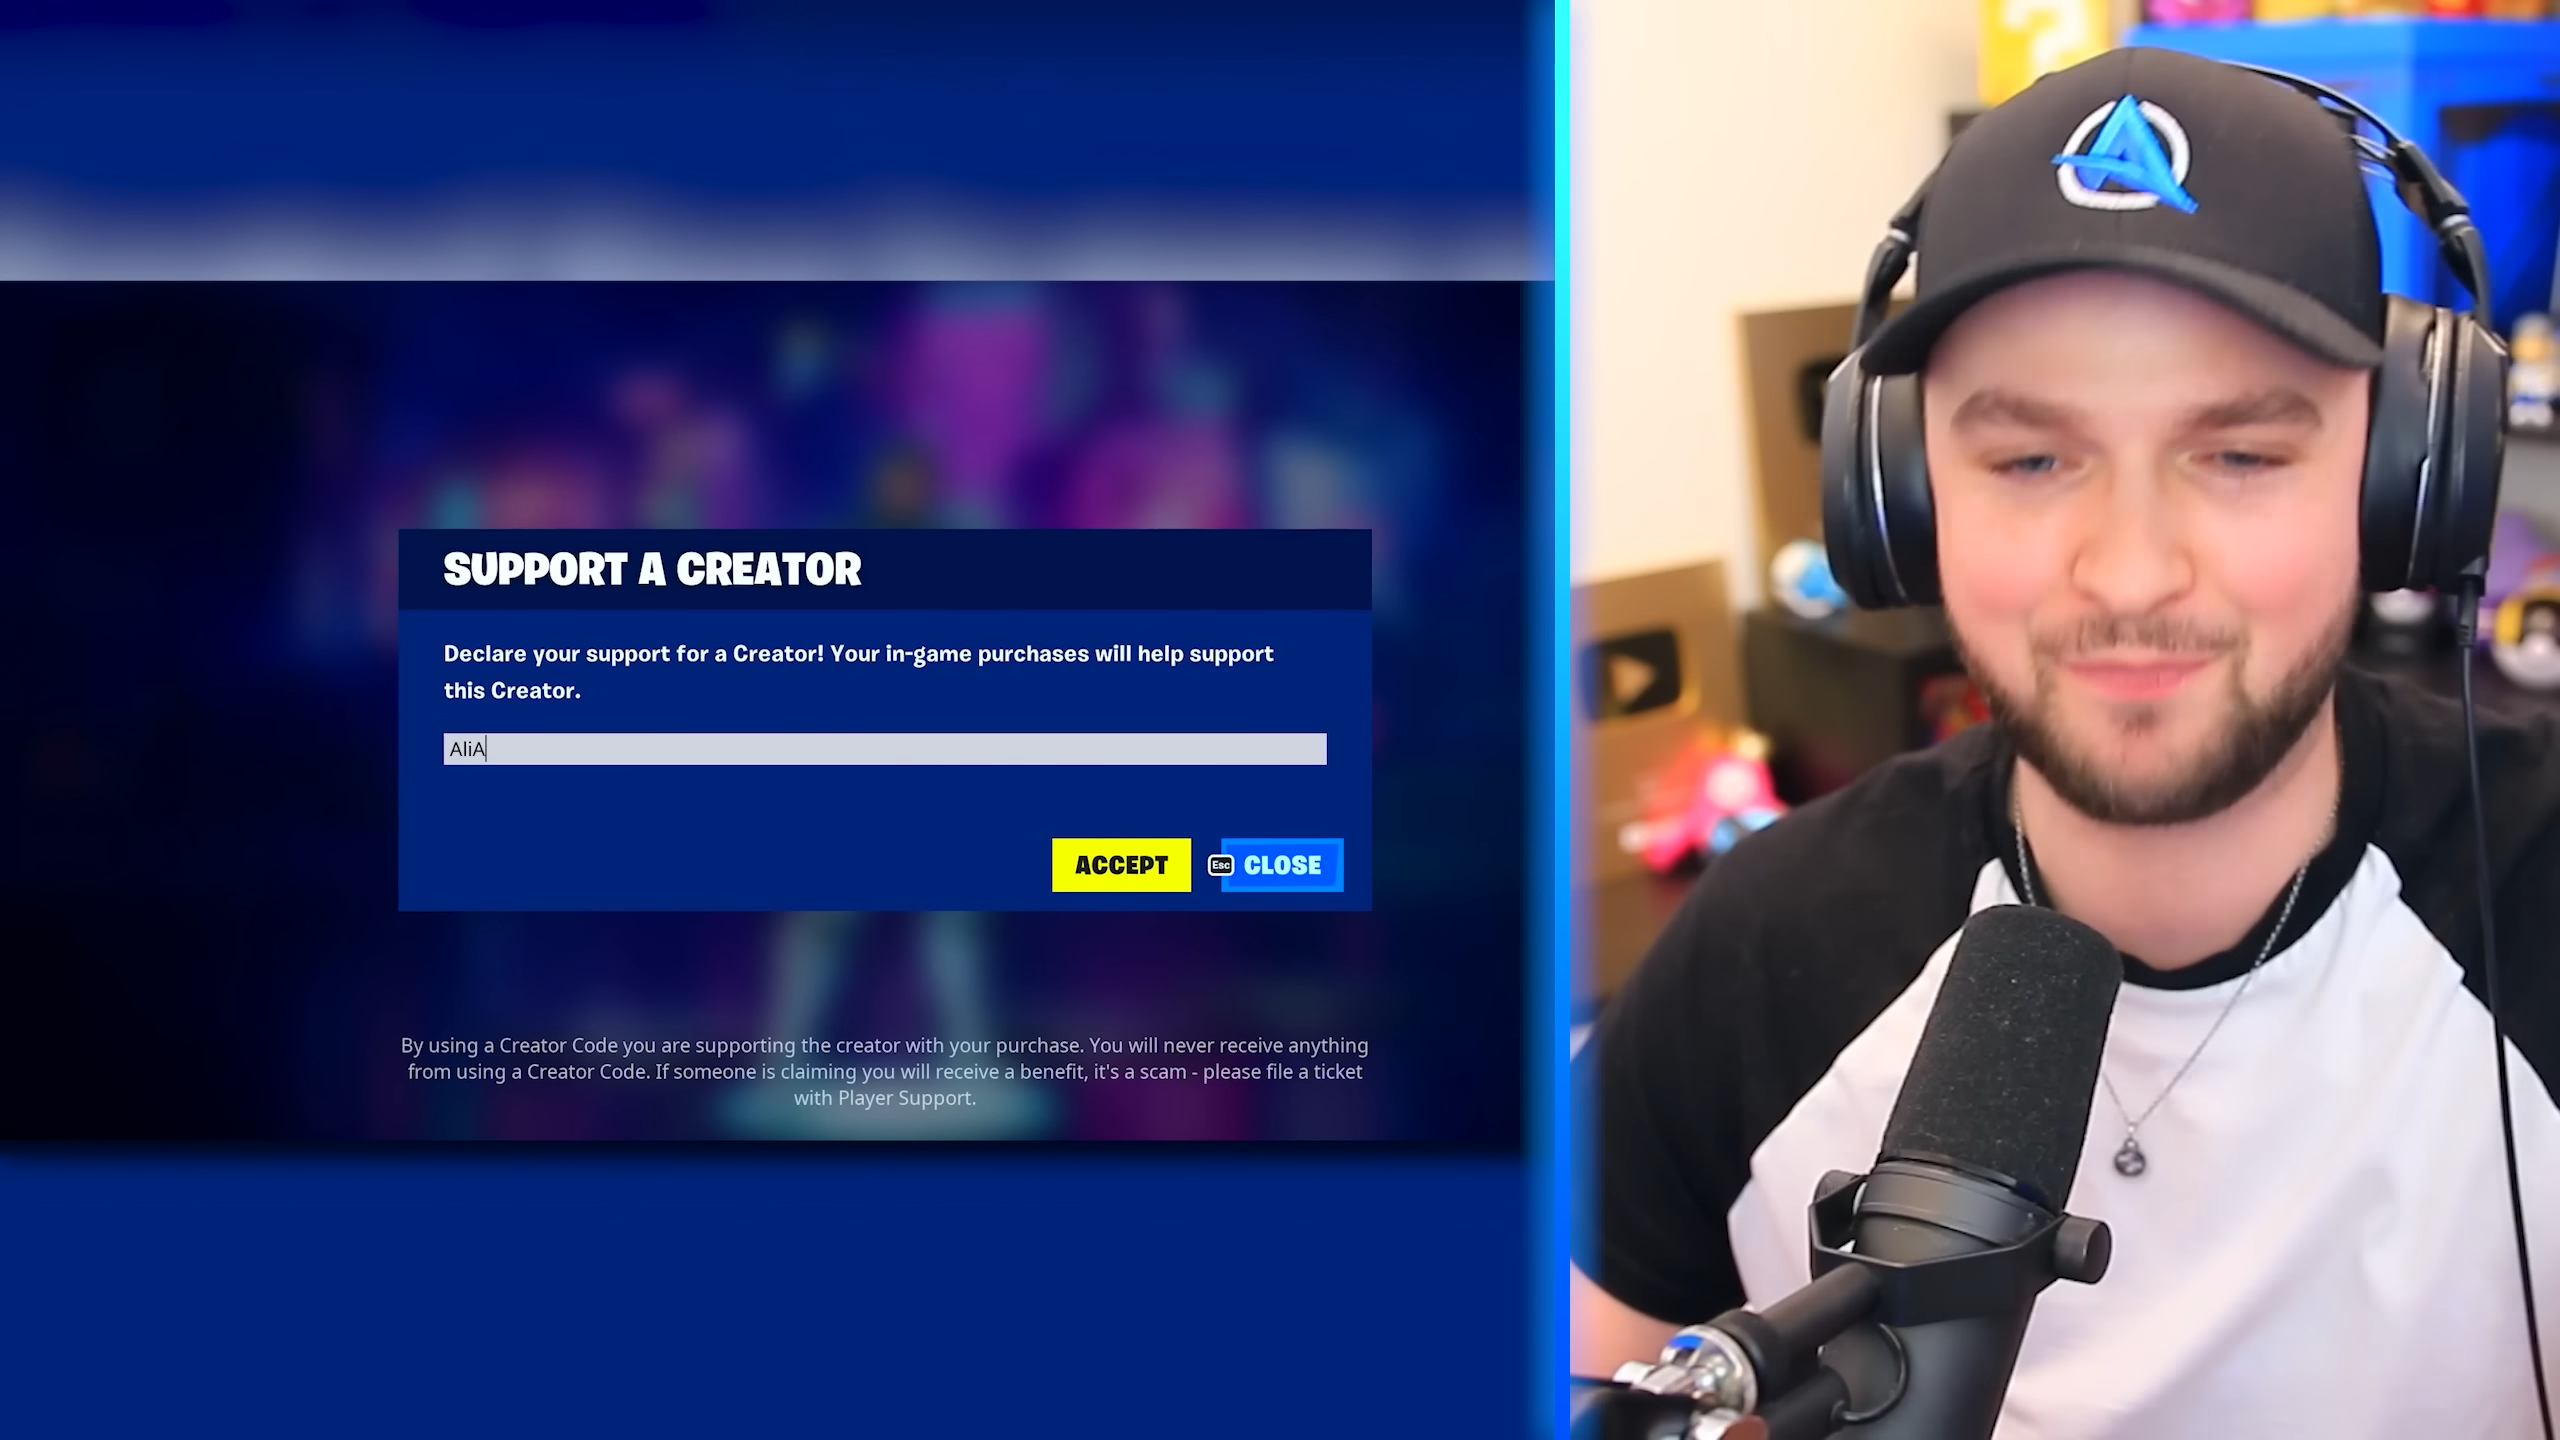 SUPPORT A CREATOR
Declare your support for a Creator! Your in-game purchases will help support
this Creator.
AliA
ACCEPT
Esc CLOSE
By using a Creator Code you are supporting the creator with your purchase. You will never receive anything
from using a Creator Code. If someone is claiming you will receive a benefit, it's a scam - please file a ticket
with Player Support.